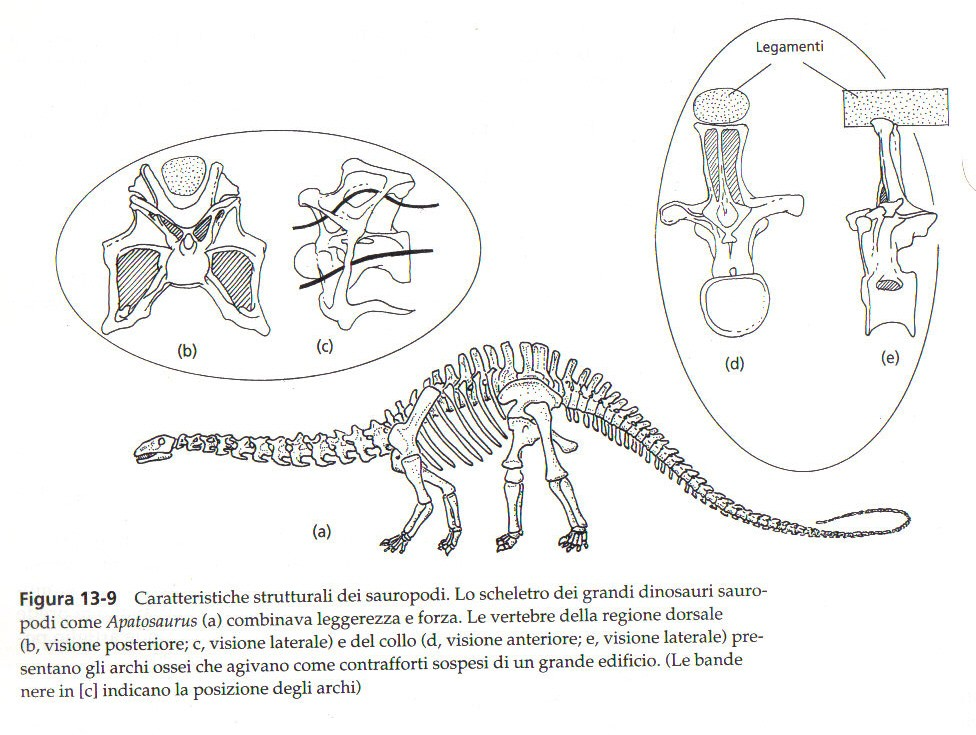 Legamenti
(b)
(c)
(d)
(e)
(a)
Figura 13-9 Caratteristiche strutturali dei sauropodi. Lo scheletro dei grandi dinosauri sauro-
podi come Apatosaurus (a) combinava leggerezza e forza. Le vertebre della regione dorsale
(b, visione posteriore; c, visione laterale) e del collo (d, visione anteriore; e, visione laterale) pre-
sentano gli archi ossei che agivano come contrafforti sospesi di un grande edificio. (Le bande
nere in [c] indicano la posizione degli archi)